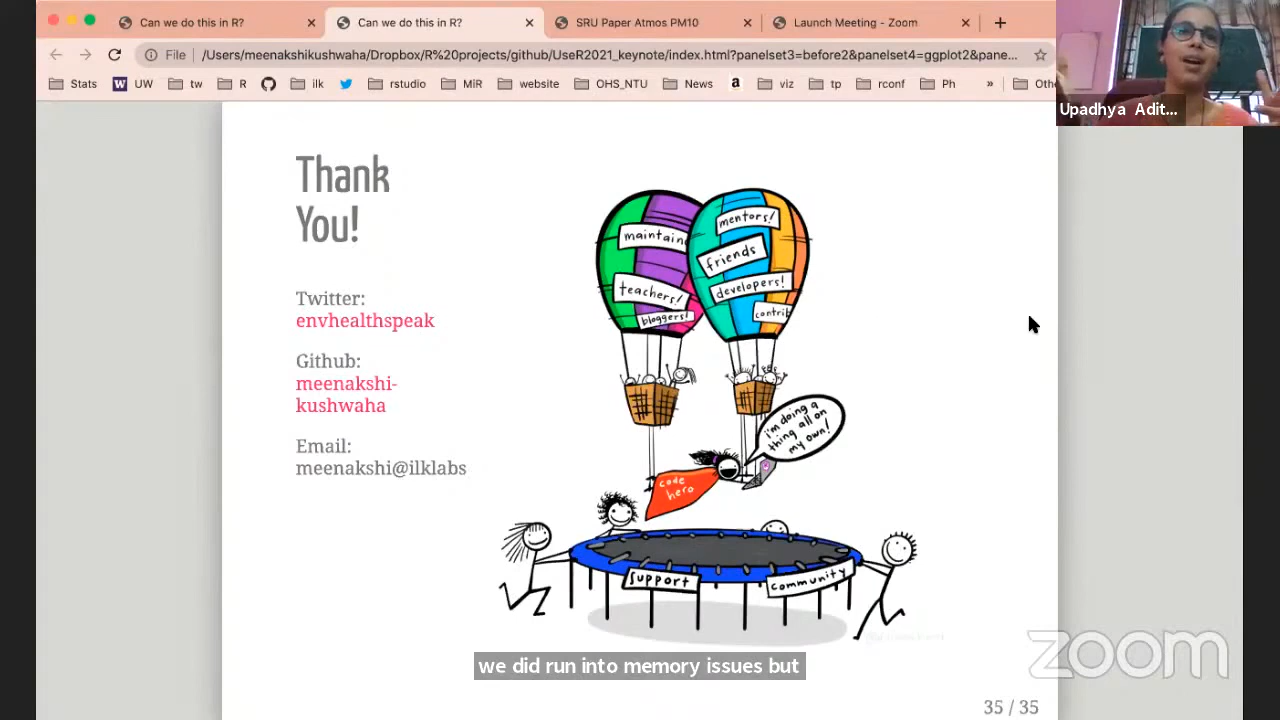 Can we do this in R?
Can we do this in R?
SRU Paper Atmos PM10
Launch Meeting - Zoom
File
/Users/meenakshikushwaha/Dropbox/R%20projects/github/UseR2021_keynote/index.html?panelset3=before2&panelset4=ggplot2&pane...
Stats
W UW
tw
R
ilk
rstudio
MiR
website
OHS_NTU
News
a
viz
tp
rconf
Ph
»
Othe
Upadhya Adit...
Thank
You!
Twitter:
envhealthspeak
Github:
meenakshi-
kushwaha
Email:
meenakshi@ilklabs
maintain
teachers!
bloggers!
mentors!
friends
developers!
contrib
i'm doing a
thing all on
my own!
code
hero
support
community
we did run into memory issues but
zoom
35 / 35